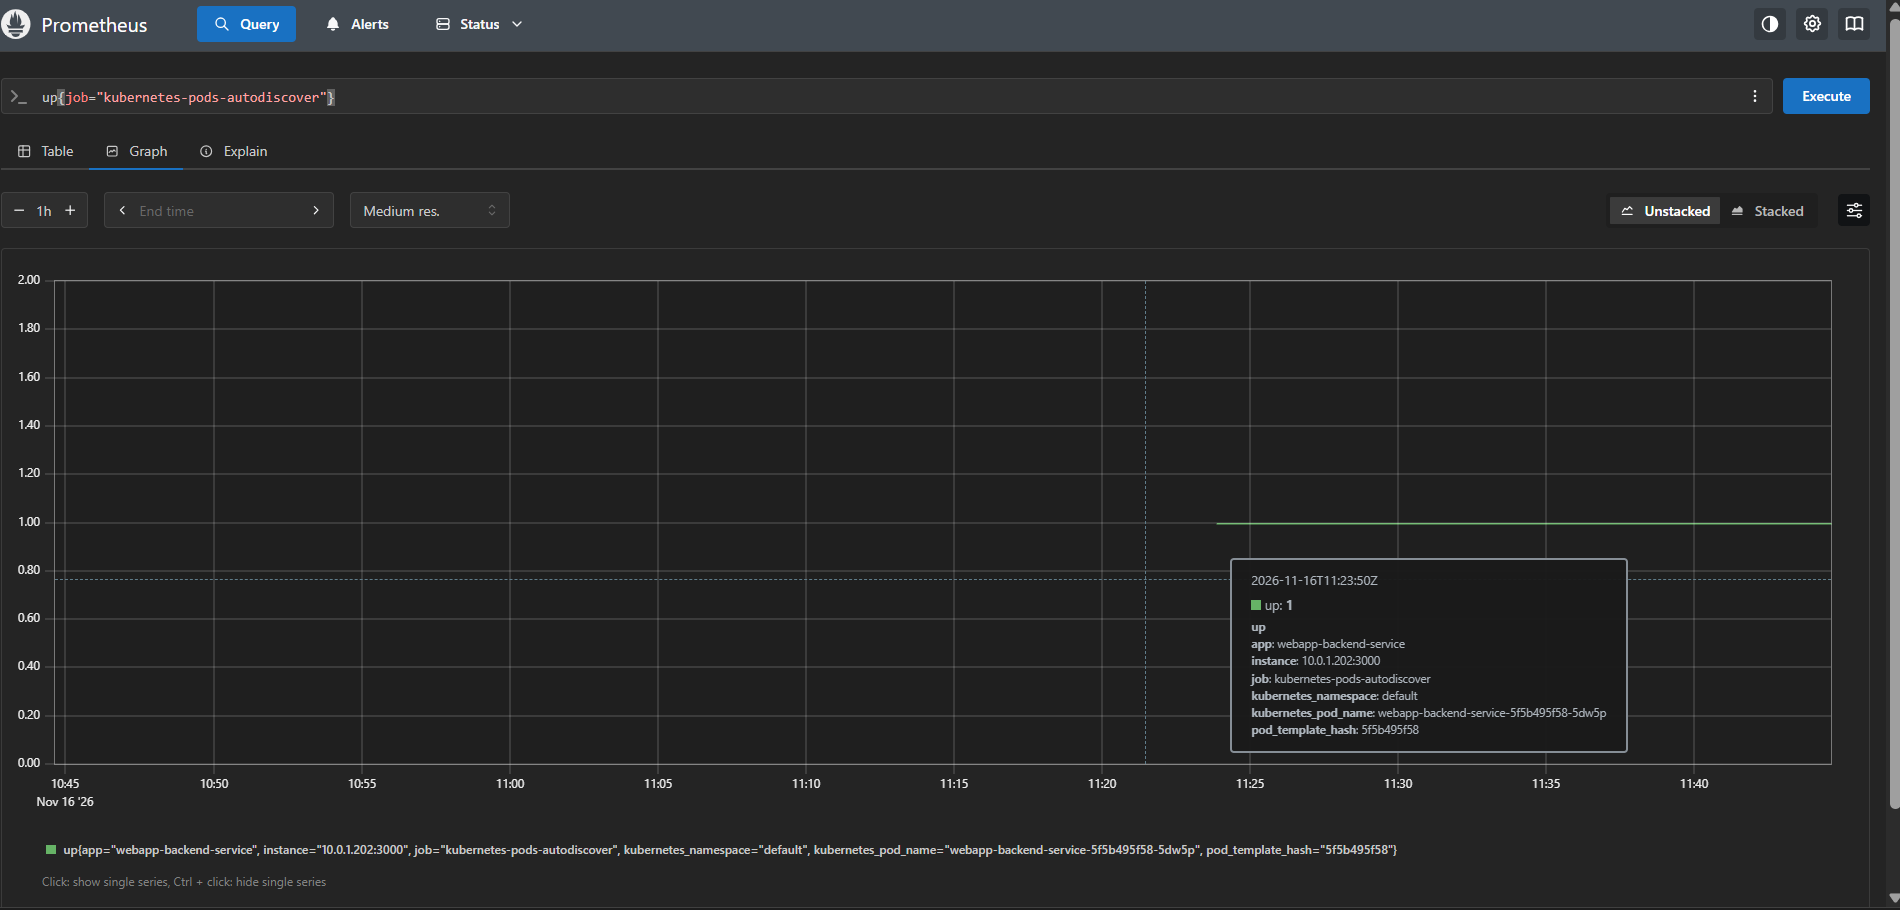 Prometheus
Query
Alerts
Status
up{job="kubernetes-pods-autodiscover"}
Execute
Table
Graph
Explain
1h
End time
Medium res.
Unstacked
Stacked
2.00
1.80
1.60
1.40
1.20
1.00
0.80
0.60
0.40
0.20
0.00
2026-11-16T11:23:50Z
up: 1
up
app: webapp-backend-service
instance: 10.0.1.202:3000
job: kubernetes-pods-autodiscover
kubernetes_namespace: default
kubernetes_pod_name: webapp-backend-service-5f5b495f58-5dw5p
pod_template_hash: 5f5b495f58
10:45 10:50 10:55 11:00 11:05 11:10 11:15 11:20 11:25 11:30 11:35 11:40
Nov 16 '26
up{app="webapp-backend-service", instance="10.0.1.202:3000", job="kubernetes-pods-autodiscover", kubernetes_namespace="default", kubernetes_pod_name="webapp-backend-service-5f5b495f58-5dw5p", pod_template_hash="5f5b495f58"}
Click: show single series, Ctrl + click: hide single series